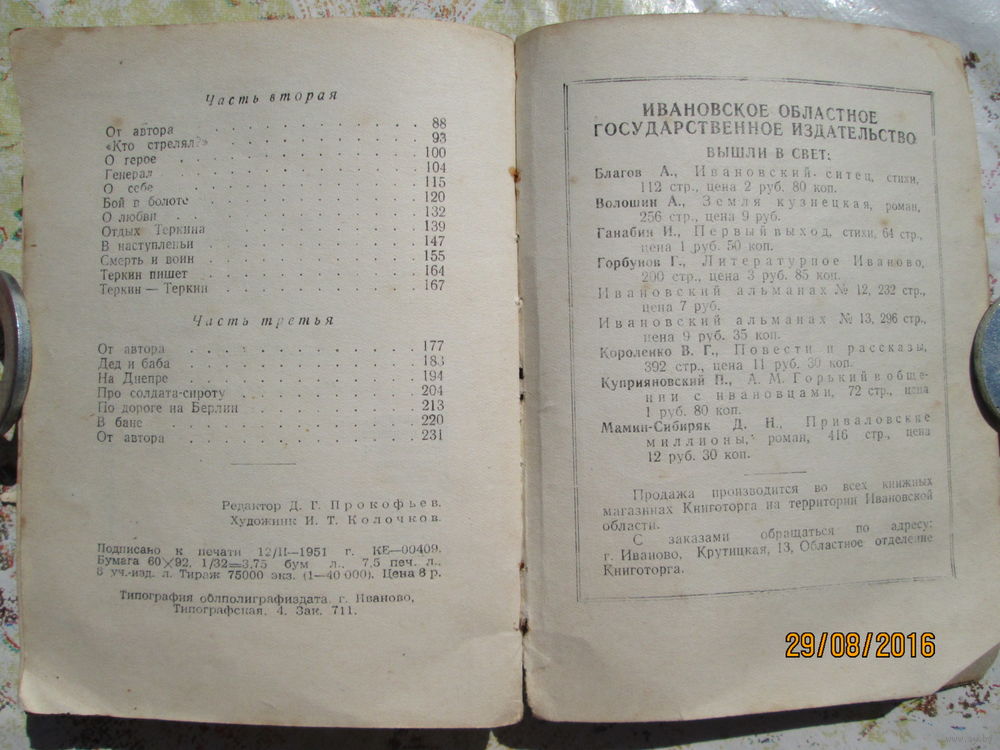 Часть вторая
От автора . . . . . . . . . . . 88
«Кто стрелял?» . . . . . . . . . . . 93
О герое . . . . . . . . . . . 100
Генерал . . . . . . . . . . . 104
О себе . . . . . . . . . . . 115
Бой в болоте . . . . . . . . . . . 120
О любви . . . . . . . . . . . 132
Отдых Теркина . . . . . . . . . . . 139
В наступленьи . . . . . . . . . . . 147
Смерть и воин . . . . . . . . . . . 155
Теркин пишет . . . . . . . . . . . 164
Теркин — Теркин . . . . . . . . . . . 167
Часть третья
От автора . . . . . . . . . . . 177
Дед и баба . . . . . . . . . . . 183
На Днепре . . . . . . . . . . . 194
Про солдата-сироту . . . . . . . . . . . 204
По дороге на Берлин . . . . . . . . . . . 213
В бане . . . . . . . . . . . 220
От автора . . . . . . . . . . . 231
Редактор Д. Г. Прокофьев.
Художник И. Т. Колочков.
Подписано к печати 12/II—1951 г. КЕ—00409.
Бумага 60×92. 1/32=3,75 бум л., 7,5 печ. л.,
8 уч.-изд. л. Тираж 75000 экз. (1—40 000). Цена 8 р.
Типография облполиграфиздата, г. Иваново,
Типографская, 4. Зак. 711.
ИВАНОВСКОЕ ОБЛАСТНОЕ
ГОСУДАРСТВЕННОЕ ИЗДАТЕЛЬСТВО
ВЫШЛИ В СВЕТ:
Благов А., Ивановский ситец, стихи,
112 стр., цена 2 руб. 80 коп.
Волошин А., Земля кузнецкая, роман,
256 стр., цена 9 руб.
Ганабин И., Первый выход, стихи, 64 стр.,
цена 1 руб. 50 коп.
Горбунов Г., Литературное Иваново,
200 стр., цена 3 руб. 85 коп.
Ивановский альманах № 12, 232 стр.,
цена 7 руб.
Ивановский альманах № 13, 296 стр.,
цена 9 руб. 35 коп.
Короленко В. Г., Повести и рассказы,
392 стр., цена 11 руб. 30 коп.
Куприяновский П., А. М. Горький в обще-
нии с ивановцами, 72 стр., цена
1 руб. 80 коп.
Мамин-Сибиряк Д. Н., Приваловские
миллионы, роман, 416 стр., цена
12 руб. 30 коп.
Продажа производится во всех книжных
магазинах Книготорга на территории Ивановской
области.
С заказами обращаться по адресу:
г. Иваново, Крутицкая, 13, Областное отделение
Книготорга.
29/08/2016